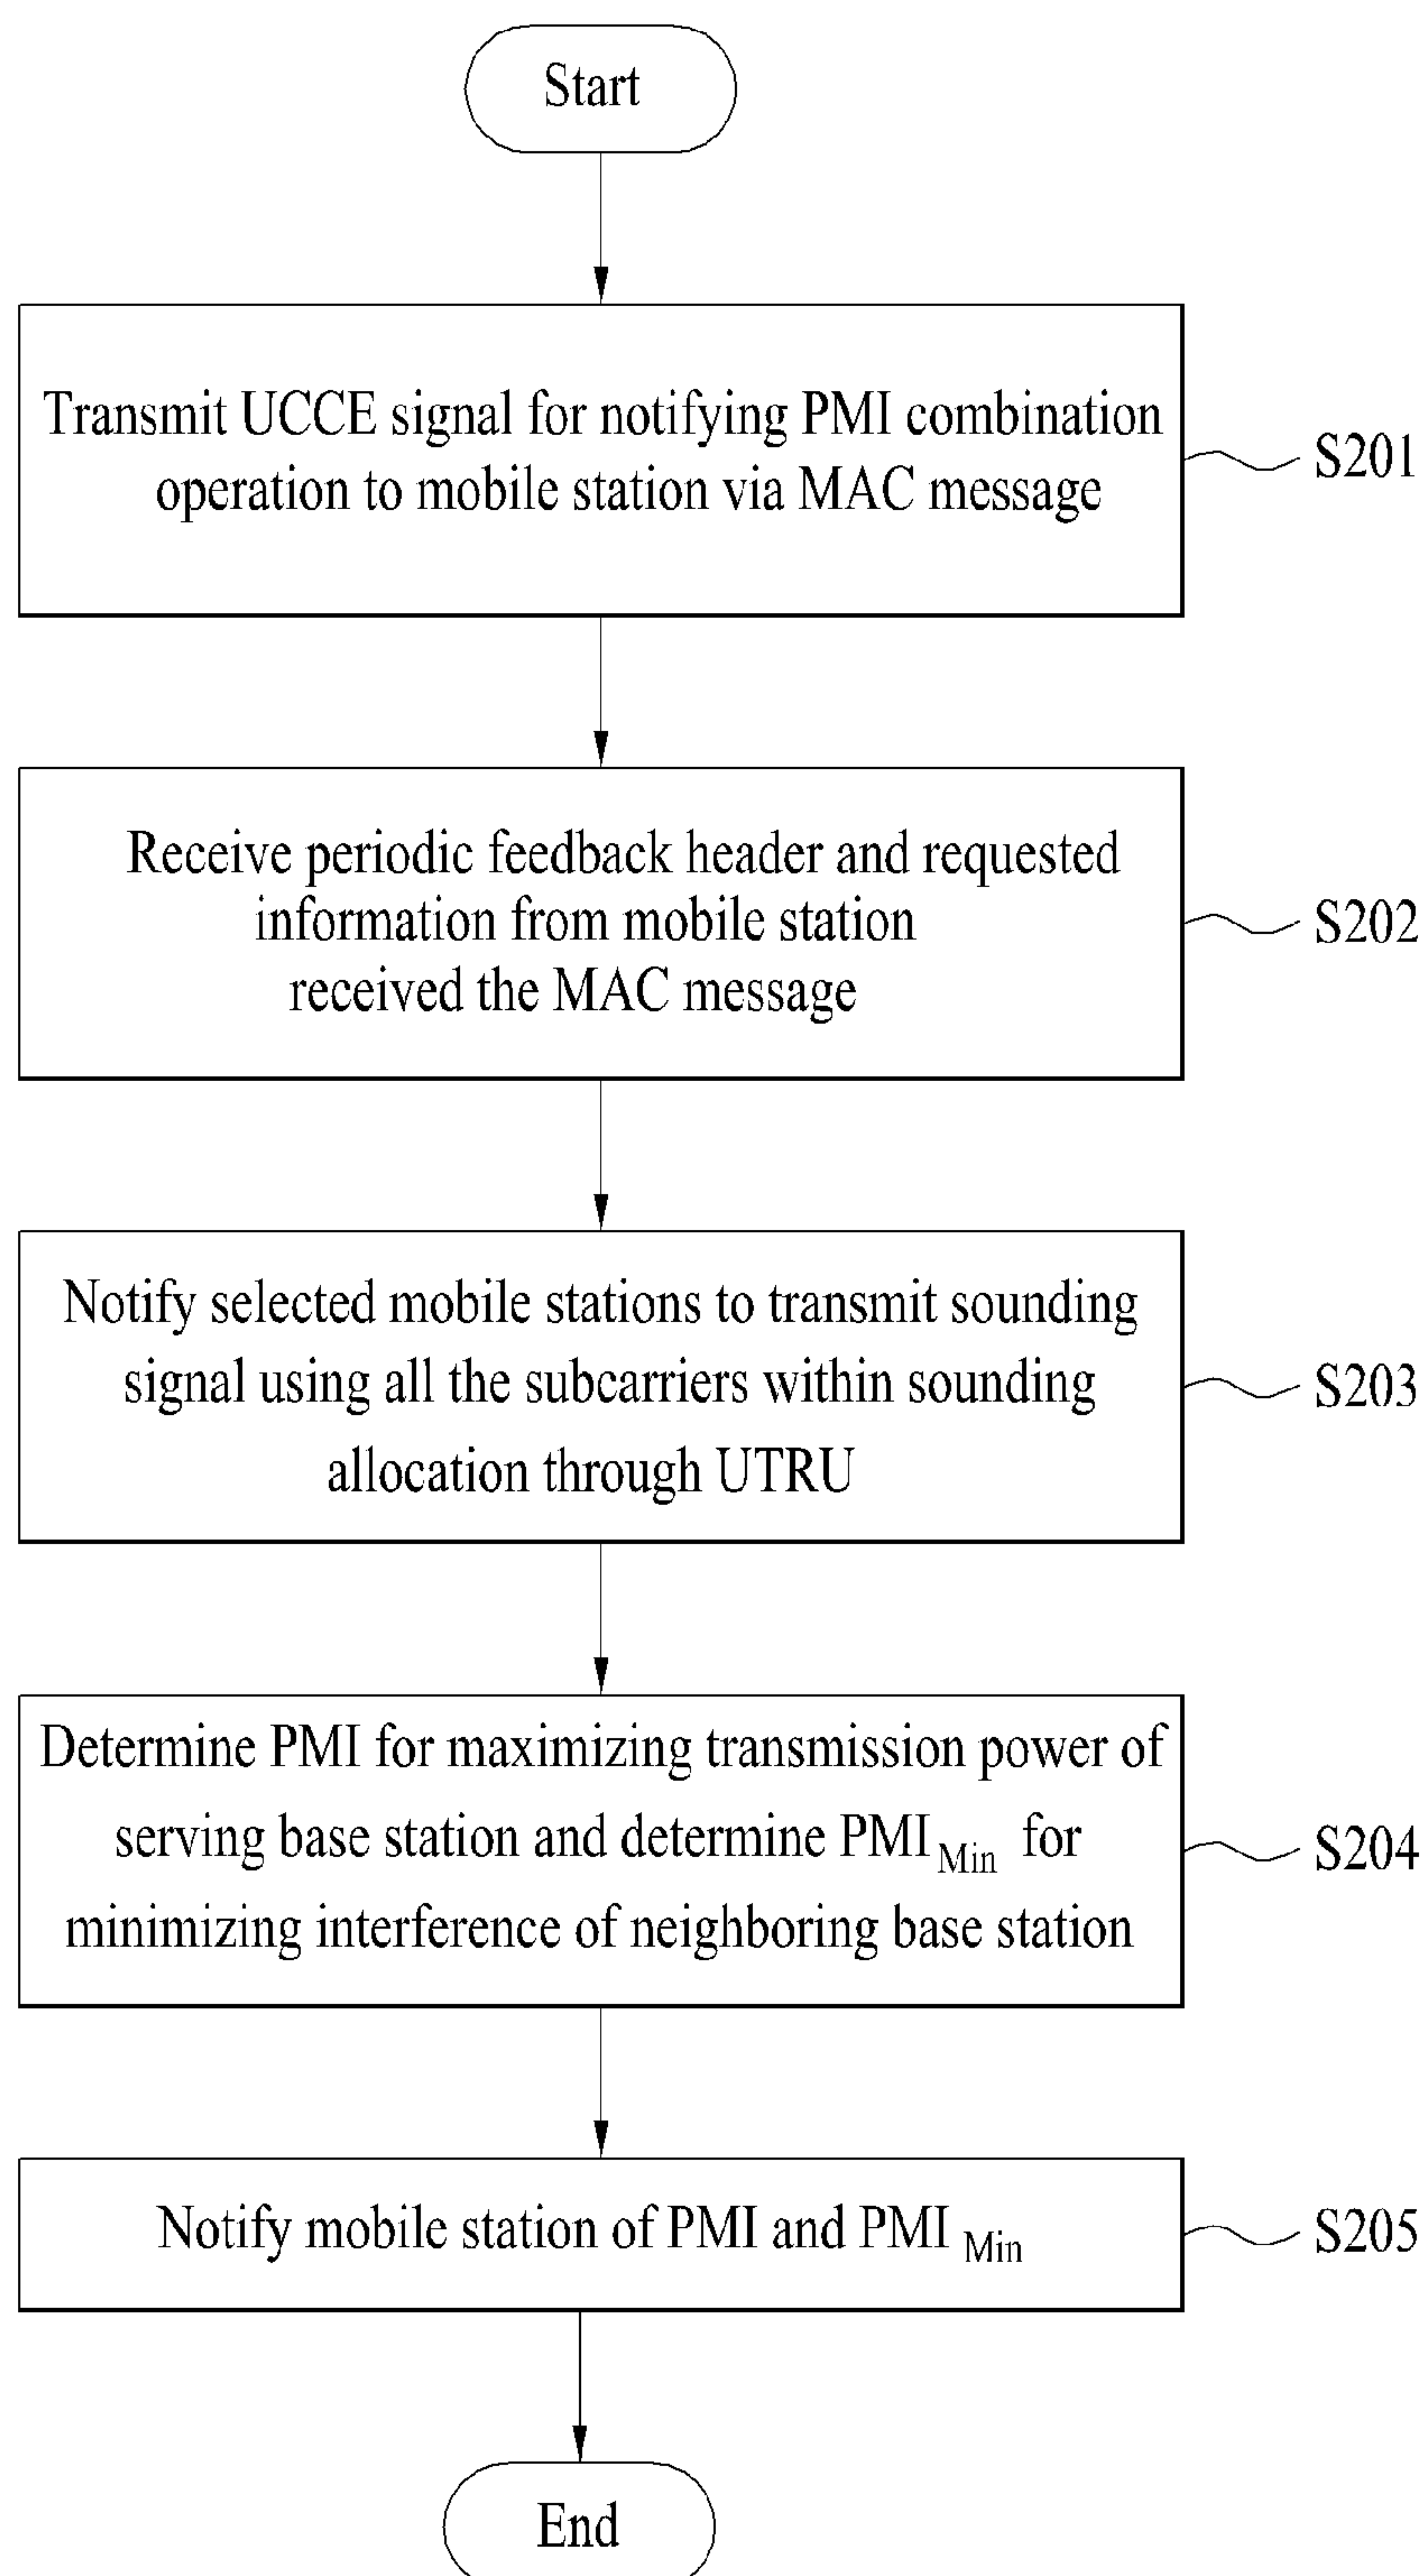 Start
Transmit UCCE signal for notifying PMI combination
operation to mobile station via MAC message
S201
Receive periodic feedback header and requested
information from mobile station
received the MAC message
S202
Notify selected mobile stations to transmit sounding
signal using all the subcarriers within sounding
allocation through UTRU
S203
Determine PMI for maximizing transmission power of
serving base station and determine PMI Min for
minimizing interference of neighboring base station
S204
Notify mobile station of PMI and PMI Min
S205
End